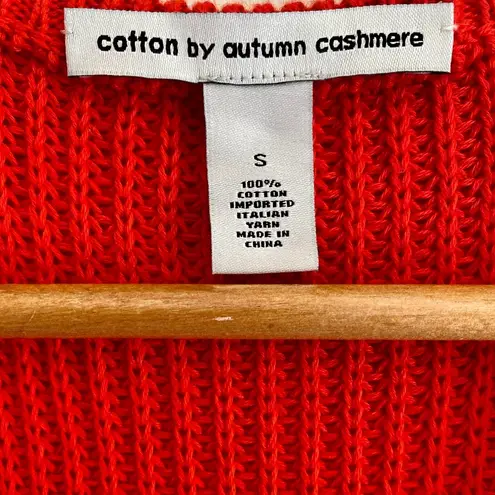 cotton by autumn cashmere
S
100%
COTTON
IMPORTED
ITALIAN
YARN
MADE IN
CHINA